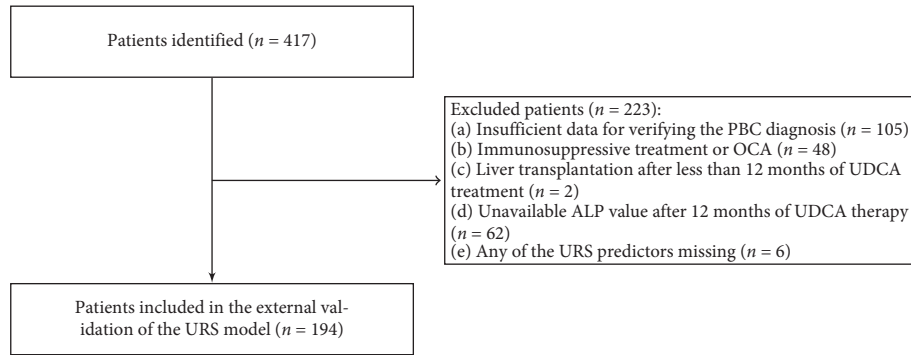 Patients identified (n = 417)
Excluded patients (n = 223):
(a) Insufficient data for verifying the PBC diagnosis (n = 105)
(b) Immunosuppressive treatment or OCA (n = 48)
(c) Liver transplantation after less than 12 months of UDCA
treatment (n = 2)
(d) Unavailable ALP value after 12 months of UDCA therapy
(n = 62)
(e) Any of the URS predictors missing (n = 6)
Patients included in the external val-
idation of the URS model (n = 194)